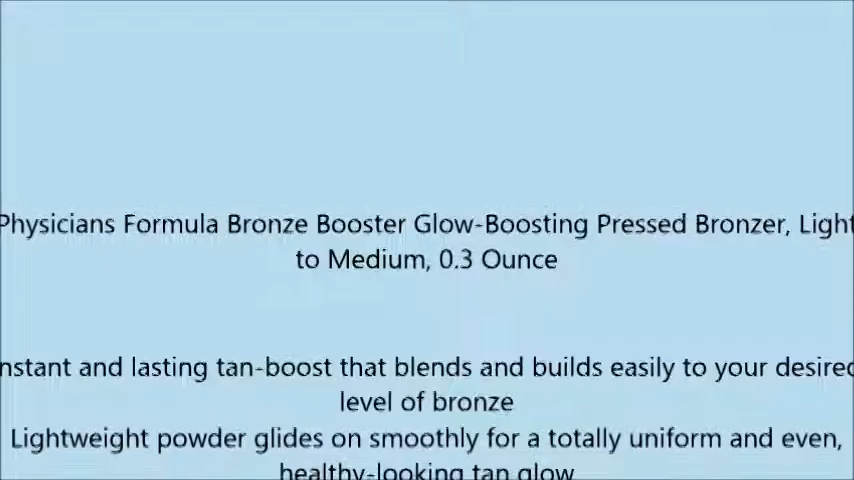 Physicians Formula Bronze Booster Glow-Boosting Pressed Bronzer, Light
to Medium, 0.3 Ounce
nstant and lasting tan-boost that blends and builds easily to your desired
level of bronze
Lightweight powder glides on smoothly for a totally uniform and even,
healthy-looking tan glow